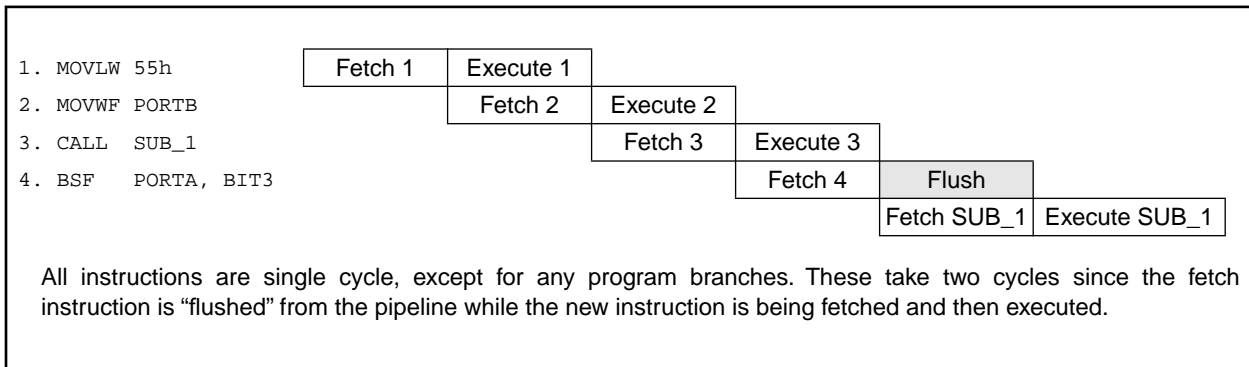 1. MOVLW 55h Fetch 1 Execute 1
2. MOVWF PORTB Fetch 2 Execute 2
3. CALL SUB_1 Fetch 3 Execute 3
4. BSF PORTA, BIT3 Fetch 4 Flush
Fetch SUB_1 Execute SUB_1
All instructions are single cycle, except for any program branches. These take two cycles since the fetch
instruction is “flushed” from the pipeline while the new instruction is being fetched and then executed.